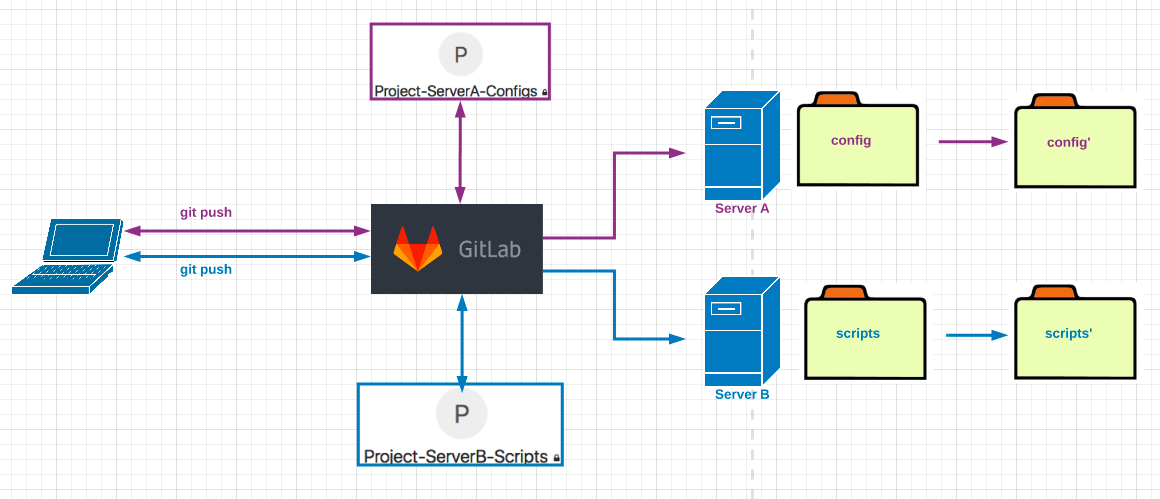 P
Project-ServerA-Configs
git push
git push
GitLab
P
Project-ServerB-Scripts
Server A
config
config'
Server B
scripts
scripts'